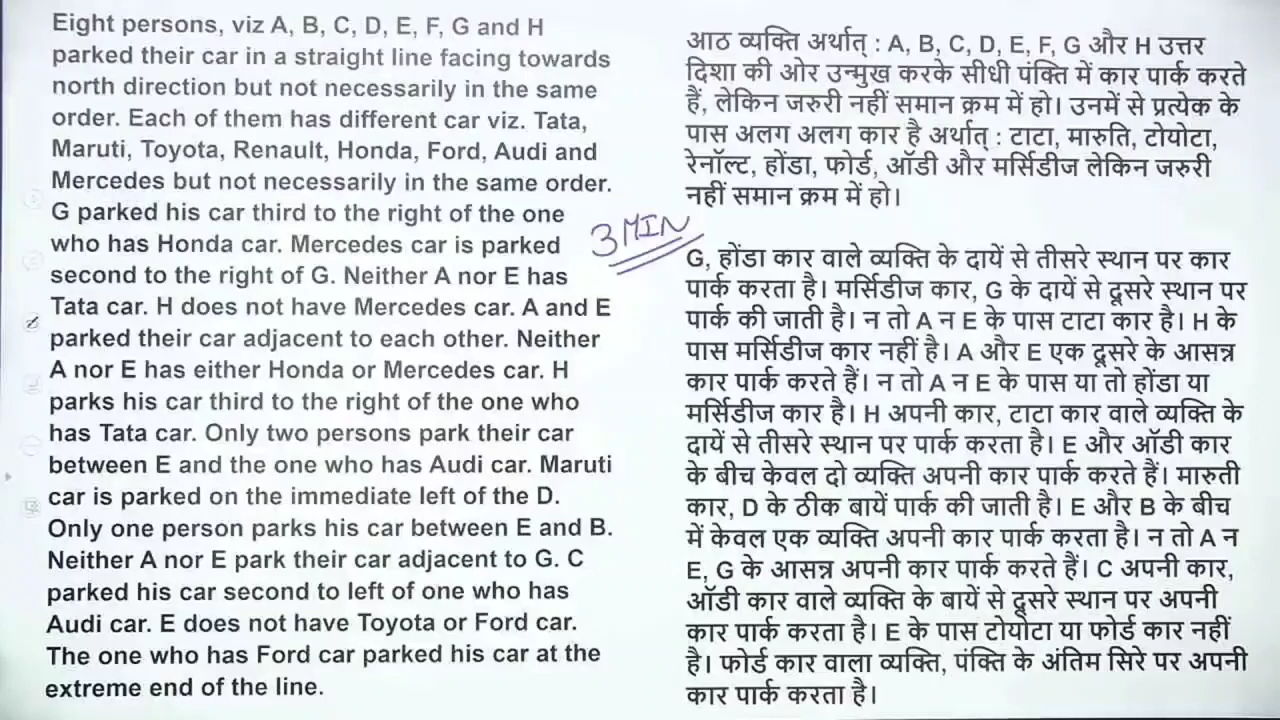 Eight persons, viz A, B, C, D, E, F, G and H
parked their car in a straight line facing towards
north direction but not necessarily in the same
order. Each of them has different car viz. Tata,
Maruti, Toyota, Renault, Honda, Ford, Audi and
Mercedes but not necessarily in the same order.
G parked his car third to the right of the one
who has Honda car. Mercedes car is parked
second to the right of G. Neither A nor E has
Tata car. H does not have Mercedes car. A and E
parked their car adjacent to each other. Neither
A nor E has either Honda or Mercedes car. H
parks his car third to the right of the one who
has Tata car. Only two persons park their car
between E and the one who has Audi car. Maruti
car is parked on the immediate left of the D.
Only one person parks his car between E and B.
Neither A nor E park their car adjacent to G. C
parked his car second to left of one who has
Audi car. E does not have Toyota or Ford car.
The one who has Ford car parked his car at the
extreme end of the line.
3 MIN
आठ व्यक्ति अर्थात् : A, B, C, D, E, F, G और H उत्तर
दिशा की ओर उन्मुख करके सीधी पंक्ति में कार पार्क करते
हैं, लेकिन जरुरी नहीं समान क्रम में हो। उनमें से प्रत्येक के
पास अलग अलग कार है अर्थात् : टाटा, मारुति, टोयोटा,
रेनॉल्ट, होंडा, फोर्ड, ऑडी और मर्सिडीज लेकिन जरुरी
नहीं समान क्रम में हो।
G, होंडा कार वाले व्यक्ति के दायें से तीसरे स्थान पर कार
पार्क करता है। मर्सिडीज कार, G के दायें से दूसरे स्थान पर
पार्क की जाती है। न तो A न E के पास टाटा कार है। H के
पास मर्सिडीज कार नहीं है। A और E एक दूसरे के आसन्न
कार पार्क करते हैं। न तो A न E के पास या तो होंडा या
मर्सिडीज कार है। H अपनी कार, टाटा कार वाले व्यक्ति के
दायें से तीसरे स्थान पर पार्क करता है। E और ऑडी कार
के बीच केवल दो व्यक्ति अपनी कार पार्क करते हैं। मारुती
कार, D के ठीक बायें पार्क की जाती है। E और B के बीच
में केवल एक व्यक्ति अपनी कार पार्क करता है। न तो A न
E, G के आसन्न अपनी कार पार्क करते हैं। C अपनी कार,
ऑडी कार वाले व्यक्ति के बायें से दूसरे स्थान पर अपनी
कार पार्क करता है। E के पास टोयोटा या फोर्ड कार नहीं
है। फोर्ड कार वाला व्यक्ति, पंक्ति के अंतिम सिरे पर अपनी
कार पार्क करता है।